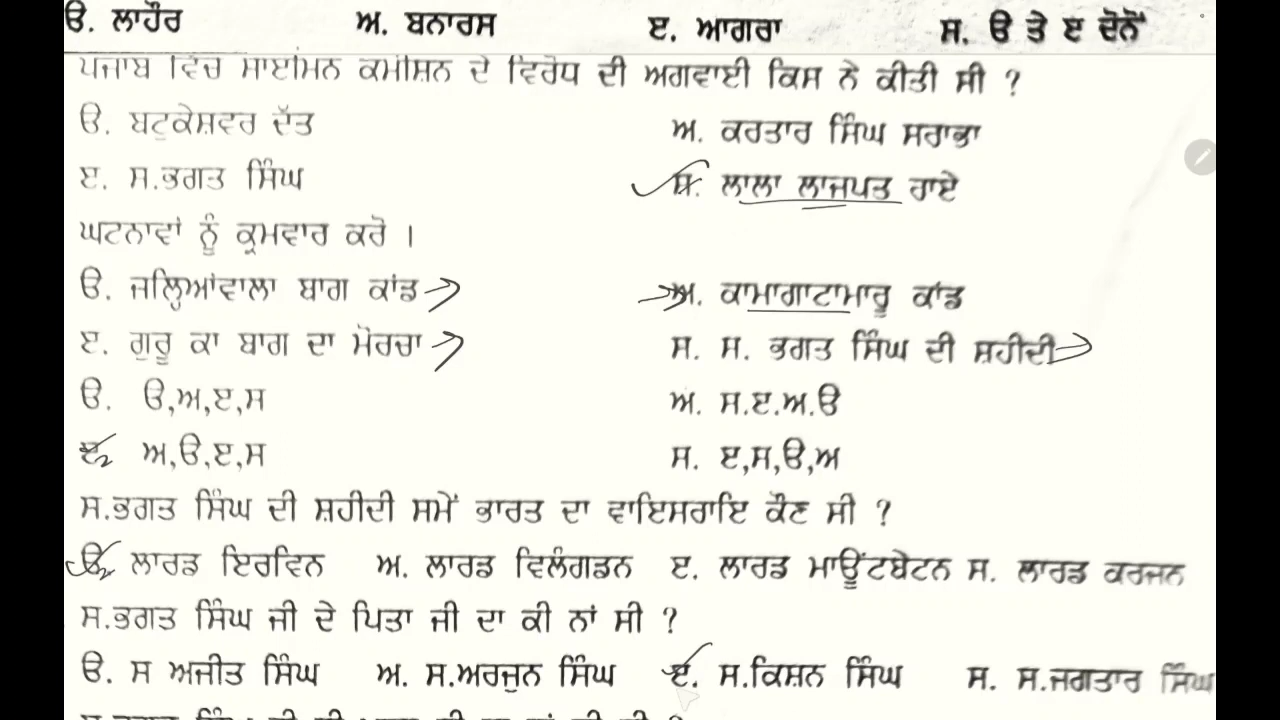 ੳ. ਲਾਹੌਰ ਅ. ਬਨਾਰਸ ੲ. ਆਗਰਾ ਸ. ੳ ਤੇ ੲ ਦੋਨੋਂ
ਪੰਜਾਬ ਵਿੱਚ ਸਾਈਮਨ ਕਮੀਸ਼ਨ ਦੇ ਵਿਰੋਧ ਦੀ ਅਗਵਾਈ ਕਿਸ ਨੇ ਕੀਤੀ ਸੀ ?
ੳ. ਬਟੁਕੇਸ਼ਵਰ ਦੱਤ ਅ. ਕਰਤਾਰ ਸਿੰਘ ਸਰਾਭਾ
ੲ. ਸ.ਭਗਤ ਸਿੰਘ ਸ. ਲਾਲਾ ਲਾਜਪਤ ਰਾਏ
ਘਟਨਾਵਾਂ ਨੂੰ ਕ੍ਰਮਵਾਰ ਕਰੋ ।
ੳ. ਜਲ੍ਹਿਆਂਵਾਲਾ ਬਾਗ ਕਾਂਡ ਅ. ਕਾਮਾਗਾਟਾਮਾਰੂ ਕਾਂਡ
ੲ. ਗੁਰੂ ਕਾ ਬਾਗ ਦਾ ਮੋਰਚਾ ਸ. ਸ. ਭਗਤ ਸਿੰਘ ਦੀ ਸ਼ਹੀਦੀ
ੳ. ੳ,ਅ,ੲ,ਸ ਅ. ਸ.ੲ.ਅ.ੳ
ੲ. ਅ,ੳ,ੲ,ਸ ਸ. ੲ,ਸ,ੳ,ਅ
ਸ.ਭਗਤ ਸਿੰਘ ਦੀ ਸ਼ਹੀਦੀ ਸਮੇਂ ਭਾਰਤ ਦਾ ਵਾਇਸਰਾਇ ਕੌਣ ਸੀ ?
ੳ. ਲਾਰਡ ਇਰਵਿਨ ਅ. ਲਾਰਡ ਵਿਲੰਗਡਨ ੲ. ਲਾਰਡ ਮਾਊਂਟਬੇਟਨ ਸ. ਲਾਰਡ ਕਰਜਨ
ਸ.ਭਗਤ ਸਿੰਘ ਜੀ ਦੇ ਪਿਤਾ ਜੀ ਦਾ ਕੀ ਨਾਂ ਸੀ ?
ੳ. ਸ ਅਜੀਤ ਸਿੰਘ ਅ. ਸ.ਅਰਜੁਨ ਸਿੰਘ ੲ. ਸ.ਕਿਸ਼ਨ ਸਿੰਘ ਸ. ਸ.ਜਗਤਾਰ ਸਿੰਘ